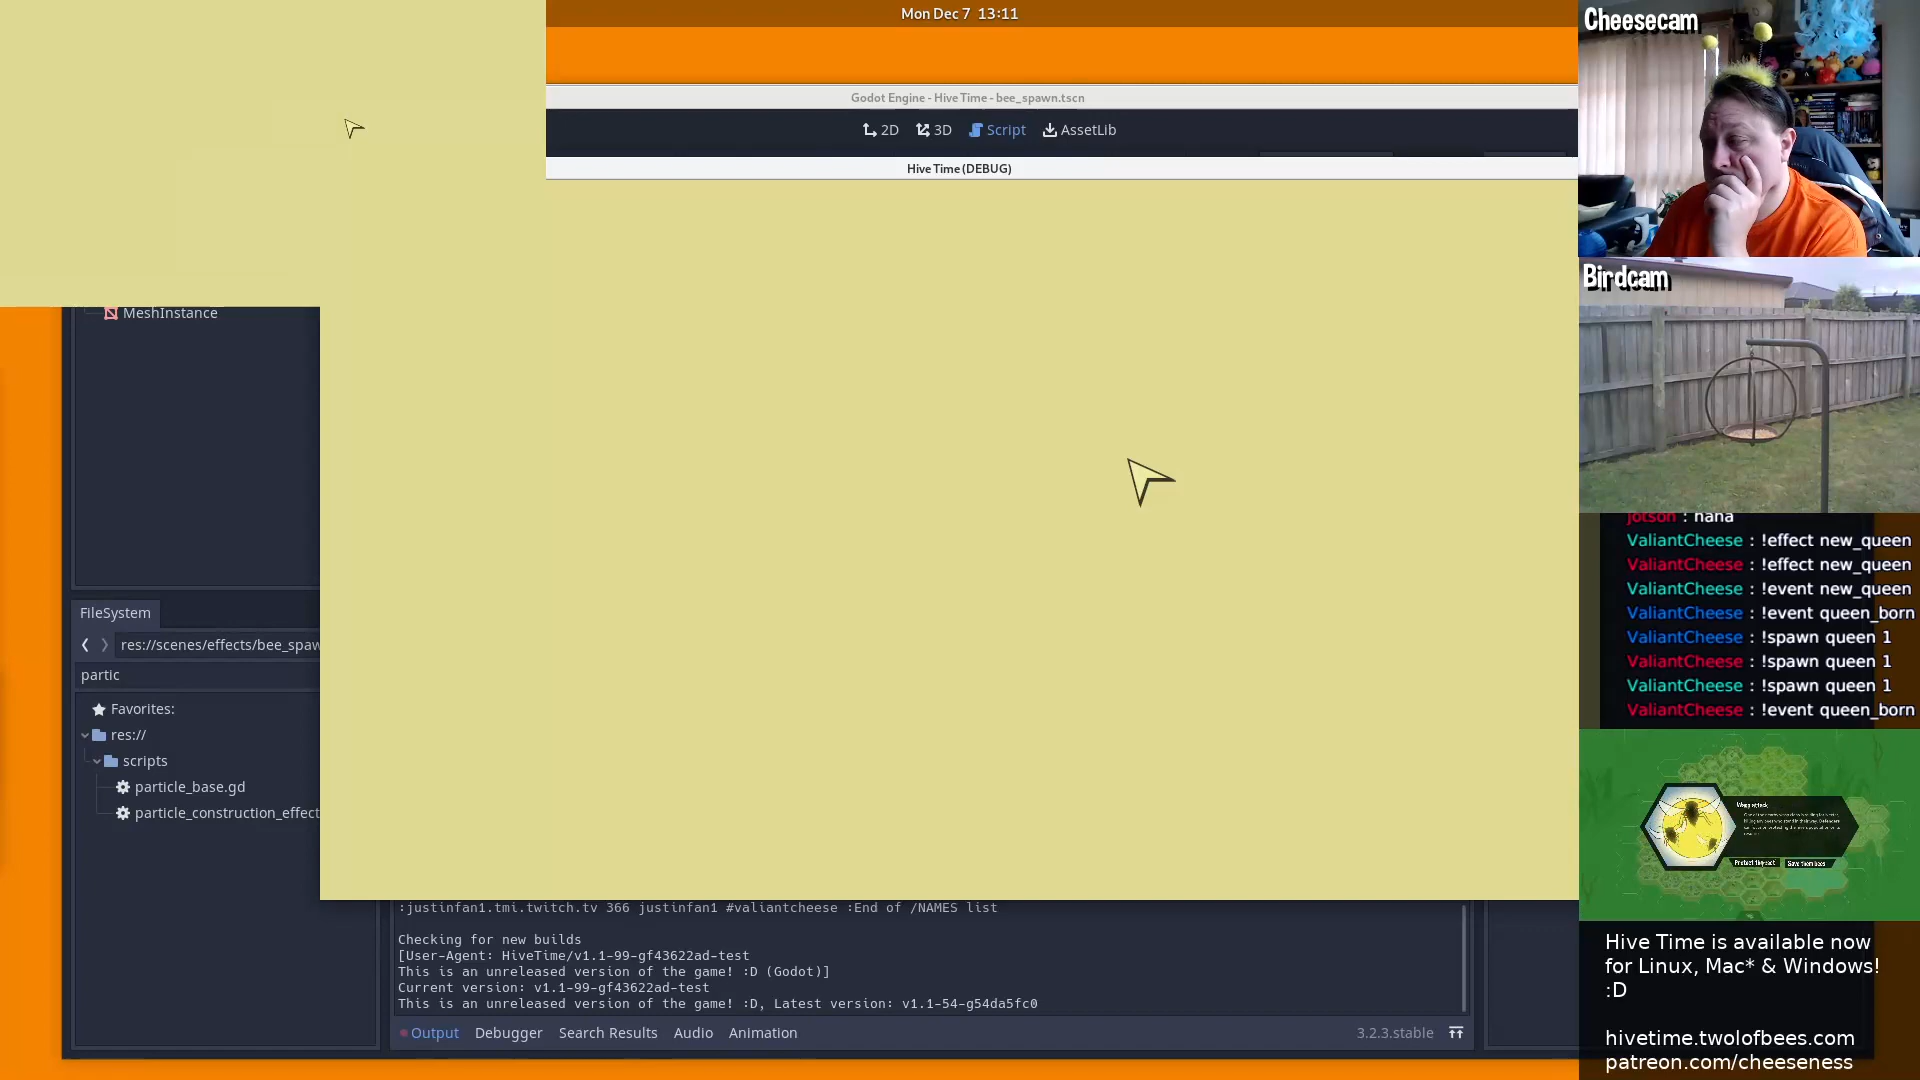 Mon Dec 7 13:11
Godot Engine - Hive Time - bee_spawn.tscn
2D 3D Script AssetLib
Hive Time (DEBUG)
MeshInstance
FileSystem
res://scenes/effects/bee_spaw
partic
Favorites:
res://
scripts
particle_base.gd
particle_construction_effect
:justinfan1.tmi.twitch.tv 366 justinfan1 #valiantcheese :End of /NAMES list
Checking for new builds
[User-Agent: HiveTime/v1.1-99-gf43622ad-test
This is an unreleased version of the game! :D (Godot)]
Current version: v1.1-99-gf43622ad-test
This is an unreleased version of the game! :D, Latest version: v1.1-54-g54da5fc0
Output Debugger Search Results Audio Animation 3.2.3.stable
Cheesecam
Birdcam
jotson : haha
ValiantCheese : !effect new_queen
ValiantCheese : !effect new_queen
ValiantCheese : !event new_queen
ValiantCheese : !event queen_born
ValiantCheese : !spawn queen 1
ValiantCheese : !spawn queen 1
ValiantCheese : !spawn queen 1
ValiantCheese : !event queen_born
Wasp attack
Save them bees
Hive Time is available now
for Linux, Mac* & Windows!
:D
hivetime.twolofbees.com
patreon.com/cheeseness